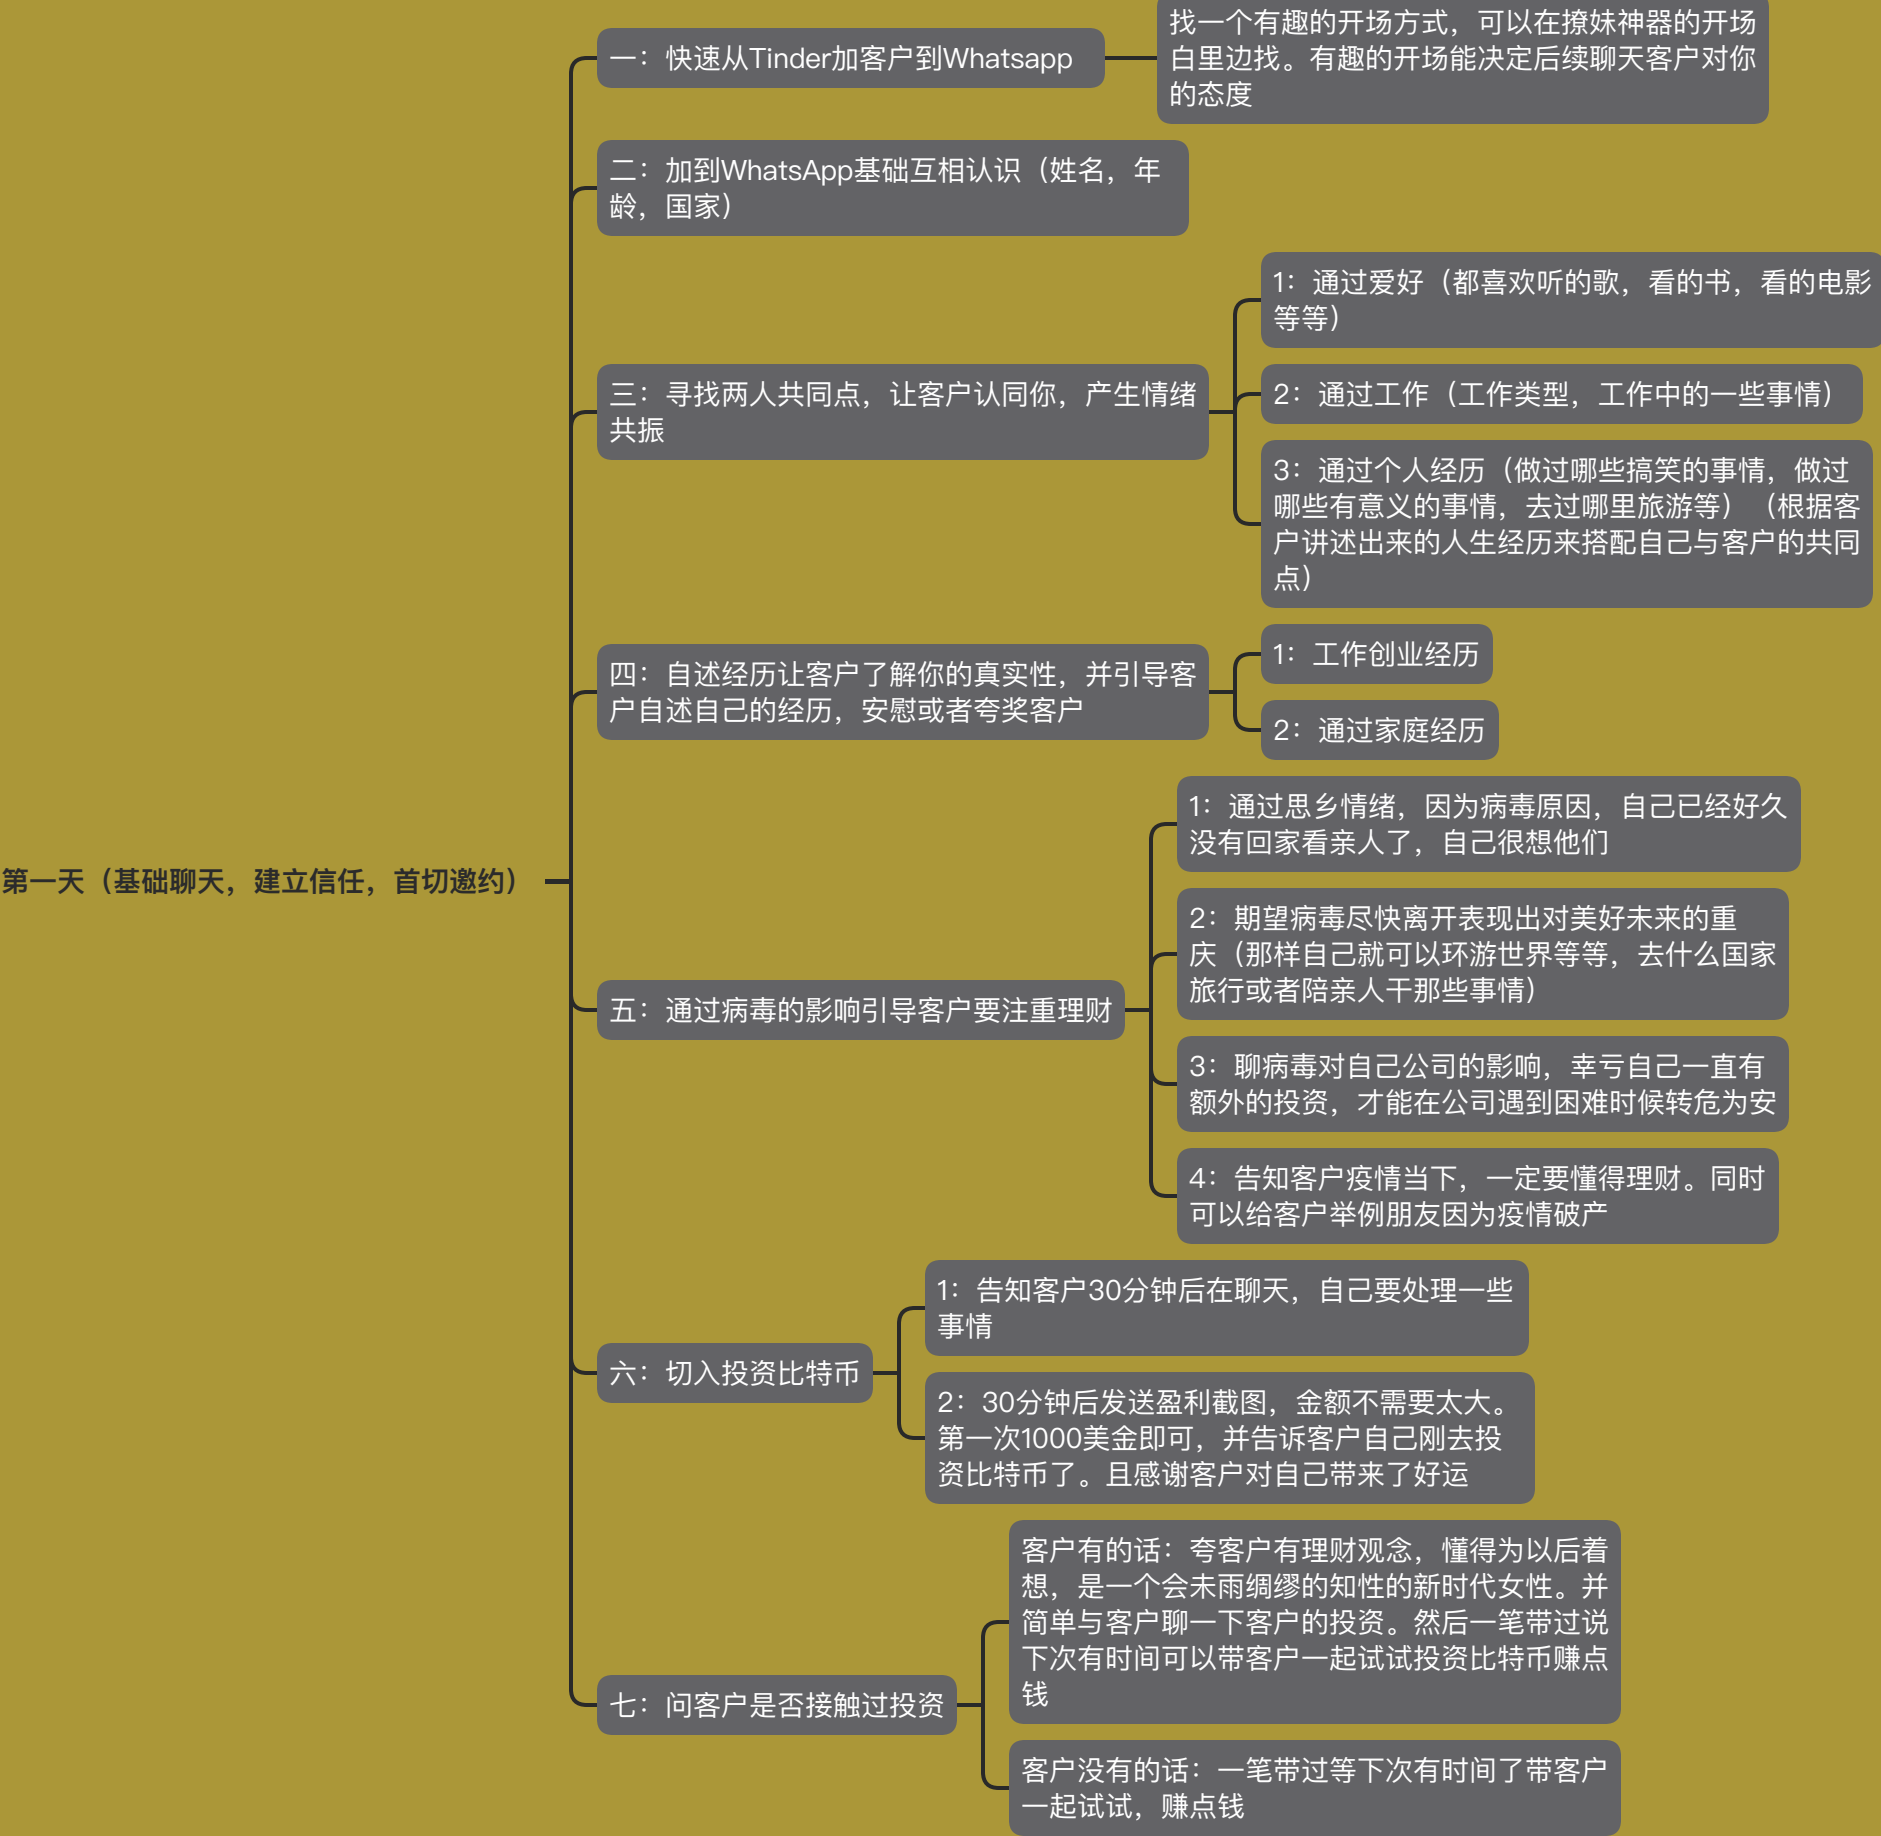 找一个有趣的开场方式，可以在撩妹神器的开场
白里边找。有趣的开场能决定后续聊天客户对你
的态度
一：快速从Tinder加客户到Whatsapp
二：加到WhatsApp基础互相认识（姓名，年
龄，国家）
1：通过爱好（都喜欢听的歌，看的书，看的电影
等等）
三：寻找两人共同点，让客户认同你，产生情绪
共振
2：通过工作（工作类型，工作中的一些事情）
3：通过个人经历（做过哪些搞笑的事情，做过
哪些有意义的事情，去过哪里旅游等）（根据客
户讲述出来的人生经历来搭配自己与客户的共同
点）
四：自述经历让客户了解你的真实性，并引导客
户自述自己的经历，安慰或者夸奖客户
1：工作创业经历
2：通过家庭经历
第一天（基础聊天，建立信任，首切邀约）
五：通过病毒的影响引导客户要注重理财
1：通过思乡情绪，因为病毒原因，自己已经好久
没有回家看亲人了，自己很想他们
2：期望病毒尽快离开表现出对美好未来的重
庆（那样自己就可以环游世界等等，去什么国家
旅行或者陪亲人干那些事情）
3：聊病毒对自己公司的影响，幸亏自己一直有
额外的投资，才能在公司遇到困难时候转危为安
4：告知客户疫情当下，一定要懂得理财。同时
可以给客户举例朋友因为疫情破产
六：切入投资比特币
1：告知客户30分钟后在聊天，自己要处理一些
事情
2：30分钟后发送盈利截图，金额不需要太大。
第一次1000美金即可，并告诉客户自己刚去投
资比特币了。且感谢客户对自己带来了好运
七：问客户是否接触过投资
客户有的话：夸客户有理财观念，懂得为以后着
想，是一个会未雨绸缪的知性的新时代女性。并
简单与客户聊一下客户的投资。然后一笔带过说
下次有时间可以带客户一起试试投资比特币赚点
钱
客户没有的话：一笔带过等下次有时间了带客户
一起试试，赚点钱